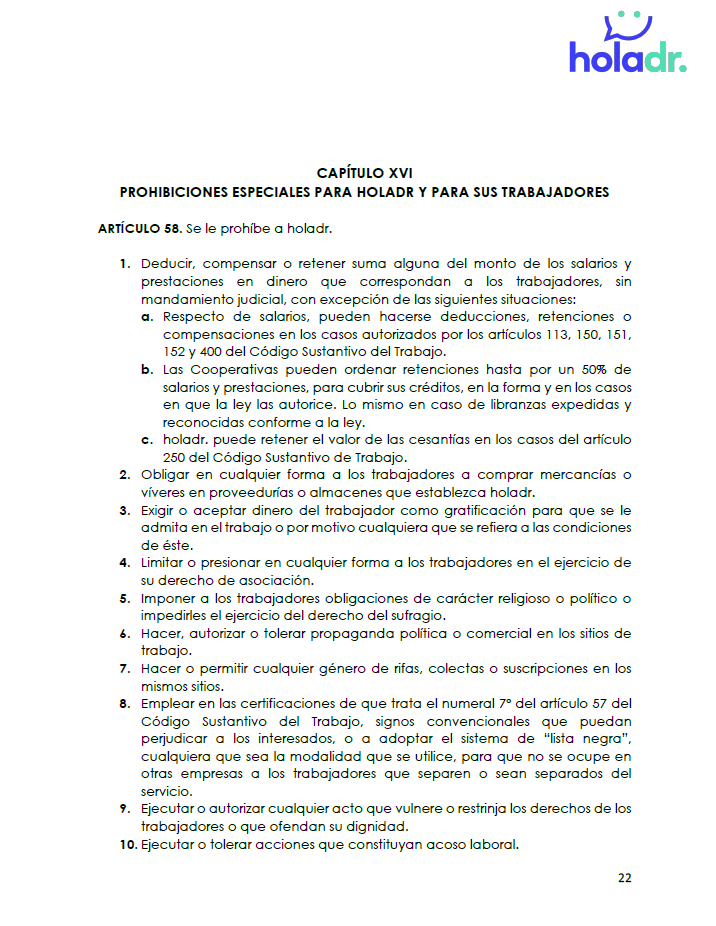 holadr.
CAPÍTULO XVI
PROHIBICIONES ESPECIALES PARA HOLADR Y PARA SUS TRABAJADORES
ARTÍCULO 58. Se le prohíbe a holadr.
1. Deducir, compensar o retener suma alguna del monto de los salarios y
prestaciones en dinero que correspondan a los trabajadores, sin
mandamiento judicial, con excepción de las siguientes situaciones:
a. Respecto de salarios, pueden hacerse deducciones, retenciones o
compensaciones en los casos autorizados por los artículos 113, 150, 151,
152 y 400 del Código Sustantivo del Trabajo.
b. Las Cooperativas pueden ordenar retenciones hasta por un 50% de
salarios y prestaciones, para cubrir sus créditos, en la forma y en los casos
en que la ley las autorice. Lo mismo en caso de libranzas expedidas y
reconocidas conforme a la ley.
c. holadr. puede retener el valor de las cesantías en los casos del artículo
250 del Código Sustantivo de Trabajo.
2. Obligar en cualquier forma a los trabajadores a comprar mercancías o
víveres en proveedurías o almacenes que establezca holadr.
3. Exigir o aceptar dinero del trabajador como gratificación para que se le
admita en el trabajo o por motivo cualquiera que se refiera a las condiciones
de éste.
4. Limitar o presionar en cualquier forma a los trabajadores en el ejercicio de
su derecho de asociación.
5. Imponer a los trabajadores obligaciones de carácter religioso o político o
impedirles el ejercicio del derecho del sufragio.
6. Hacer, autorizar o tolerar propaganda política o comercial en los sitios de
trabajo.
7. Hacer o permitir cualquier género de rifas, colectas o suscripciones en los
mismos sitios.
8. Emplear en las certificaciones de que trata el numeral 7° del artículo 57 del
Código Sustantivo del Trabajo, signos convencionales que puedan
perjudicar a los interesados, o a adoptar el sistema de “lista negra”,
cualquiera que sea la modalidad que se utilice, para que no se ocupe en
otras empresas a los trabajadores que separen o sean separados del
servicio.
9. Ejecutar o autorizar cualquier acto que vulnere o restrinja los derechos de los
trabajadores o que ofendan su dignidad.
10. Ejecutar o tolerar acciones que constituyan acoso laboral.
22